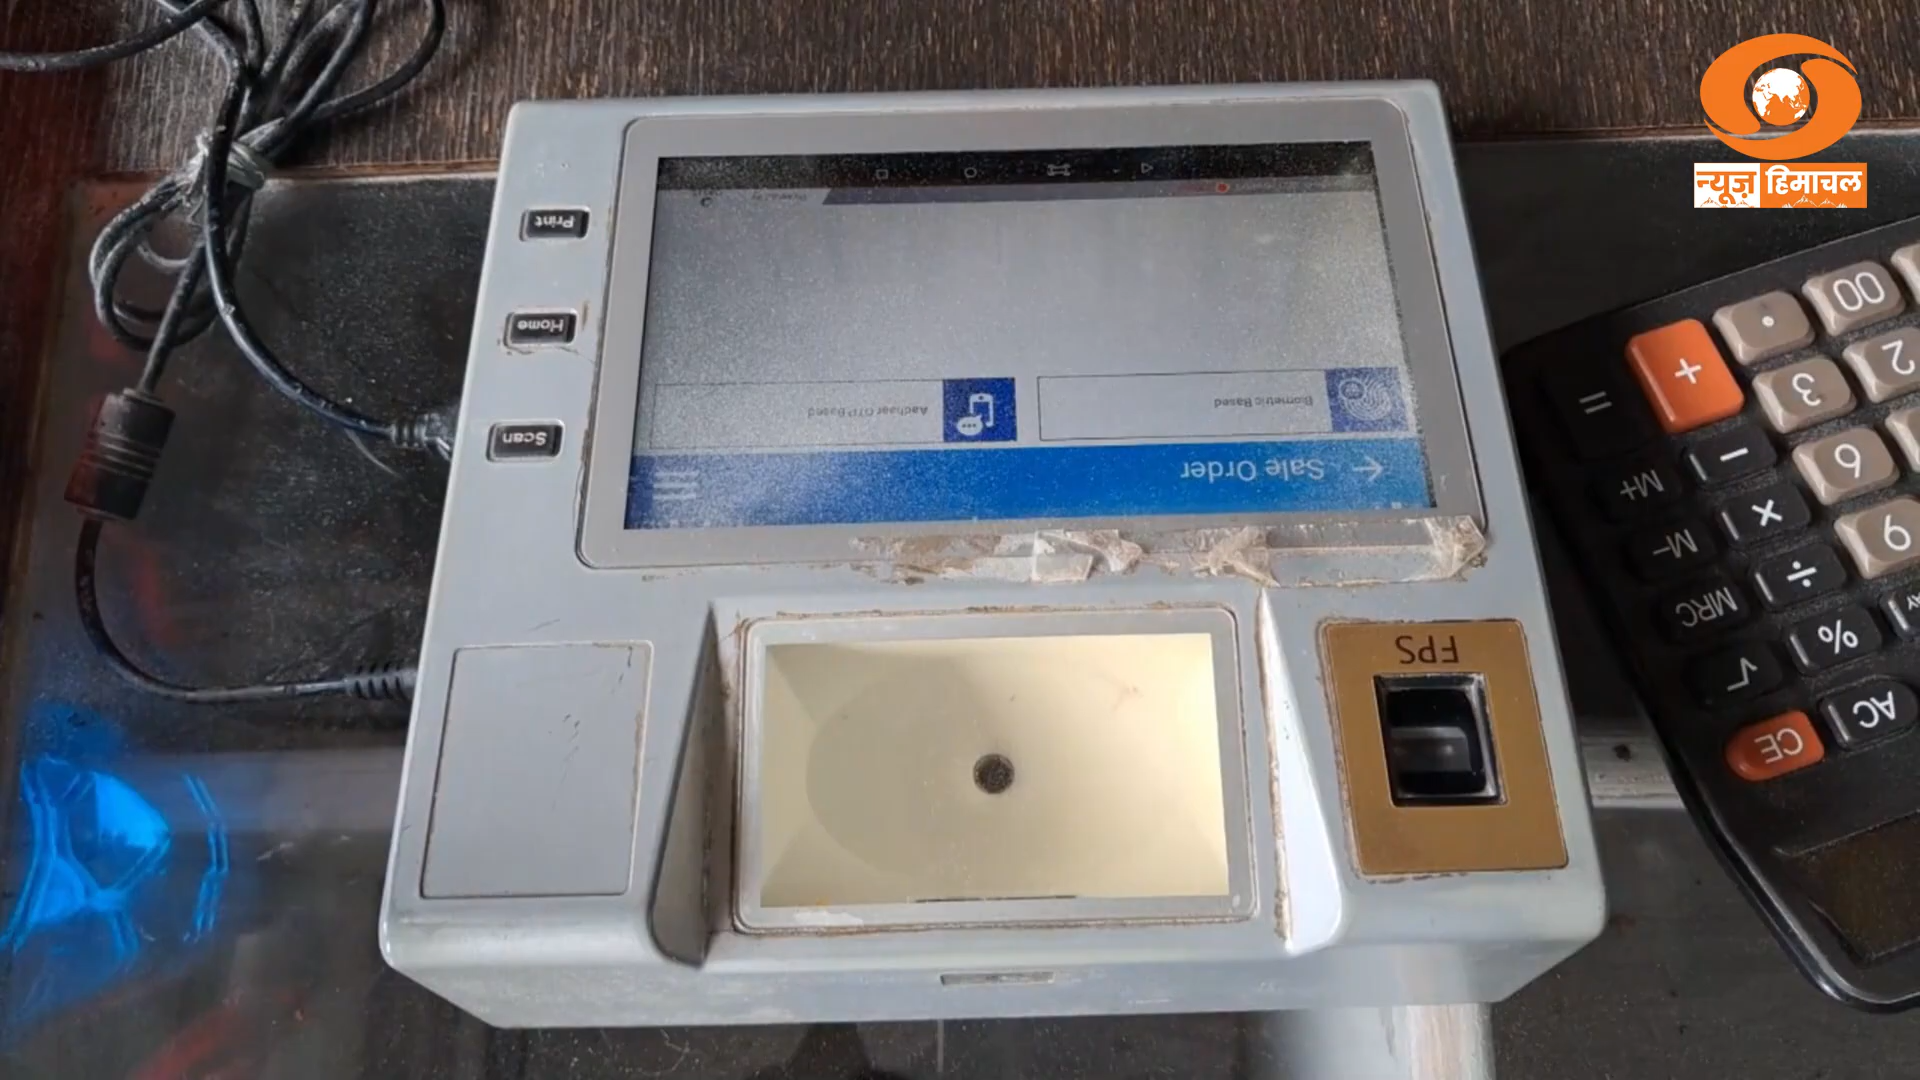 न्यूज़ हिमाचल
Print
Home
Scan
Sale Order
Biometric Based
Aadhaar OTP Based
FPS
00
.
+
=
2
3
6
-
M+
9
×
M-
÷
MRC
%
√
AC
CE